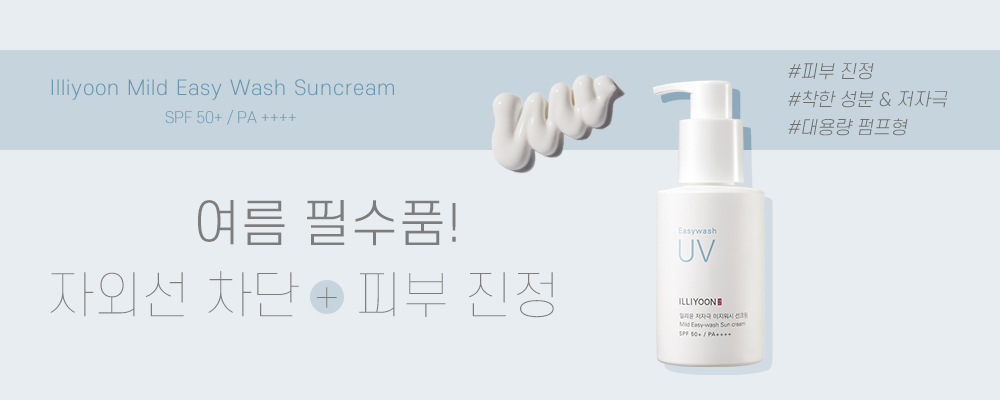 Illiyoon Mild Easy Wash Suncream
SPF 50+ / PA ++++
#피부 진정
#착한 성분 & 저자극
#대용량 펌프형
여름 필수품!
자외선 차단 + 피부 진정
Easywash
UV
ILLIYOON
일리윤 저자극 이지워시 선크림
Mild Easy-wash Sun cream
SPF 50+ / PA++++